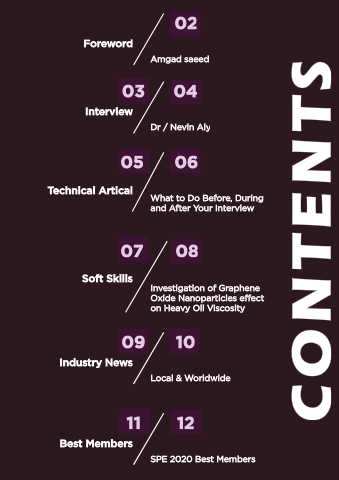 02
Foreword
Amgad saeed
03 04
Interview
Dr / Nevin Aly
05 06
Technical Artical
What to Do Before, During
and After Your Interview
07 08
Soft Skills
Investigation of Graphene
Oxide Nanoparticles effect
on Heavy Oil Viscosity
09 10
Industry News
Local & Worldwide
11 12
Best Members
SPE 2020 Best Members
CONTENTS